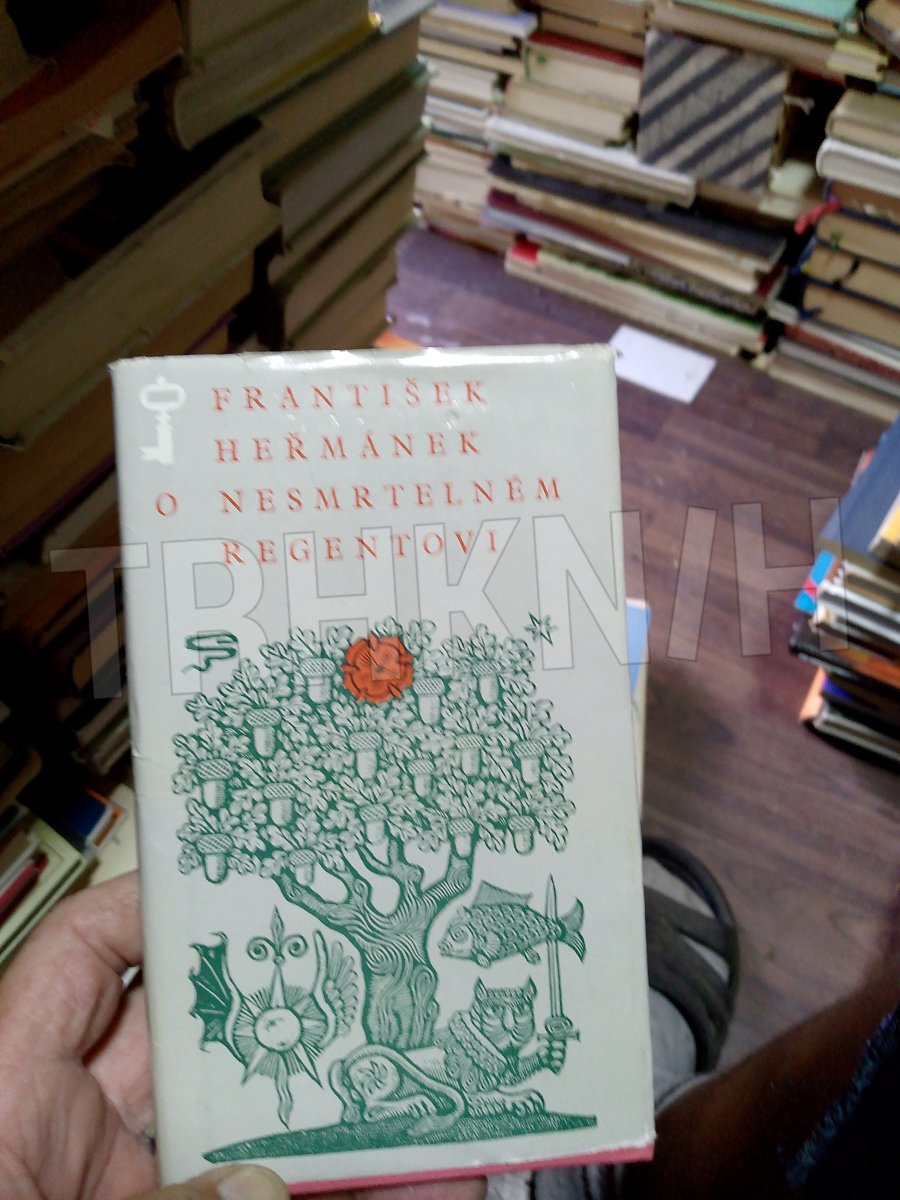 FRANTIŠEK
HEŘMÁNEK
O NESMRTELNÉM
REGENTOVI
TRHKNIH